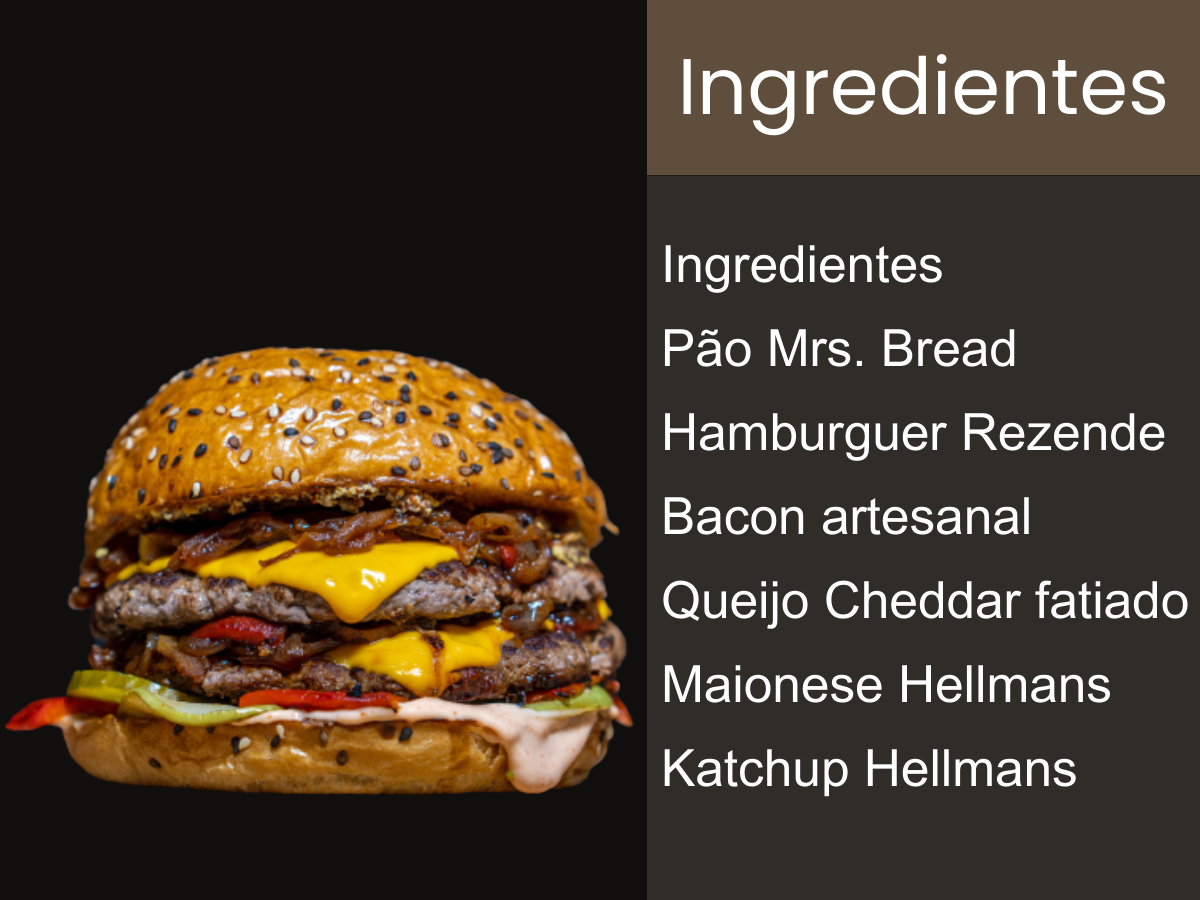 Ingredientes
Ingredientes
Pão Mrs. Bread
Hamburguer Rezende
Bacon artesanal
Queijo Cheddar fatiado
Maionese Hellmans
Katchup Hellmans